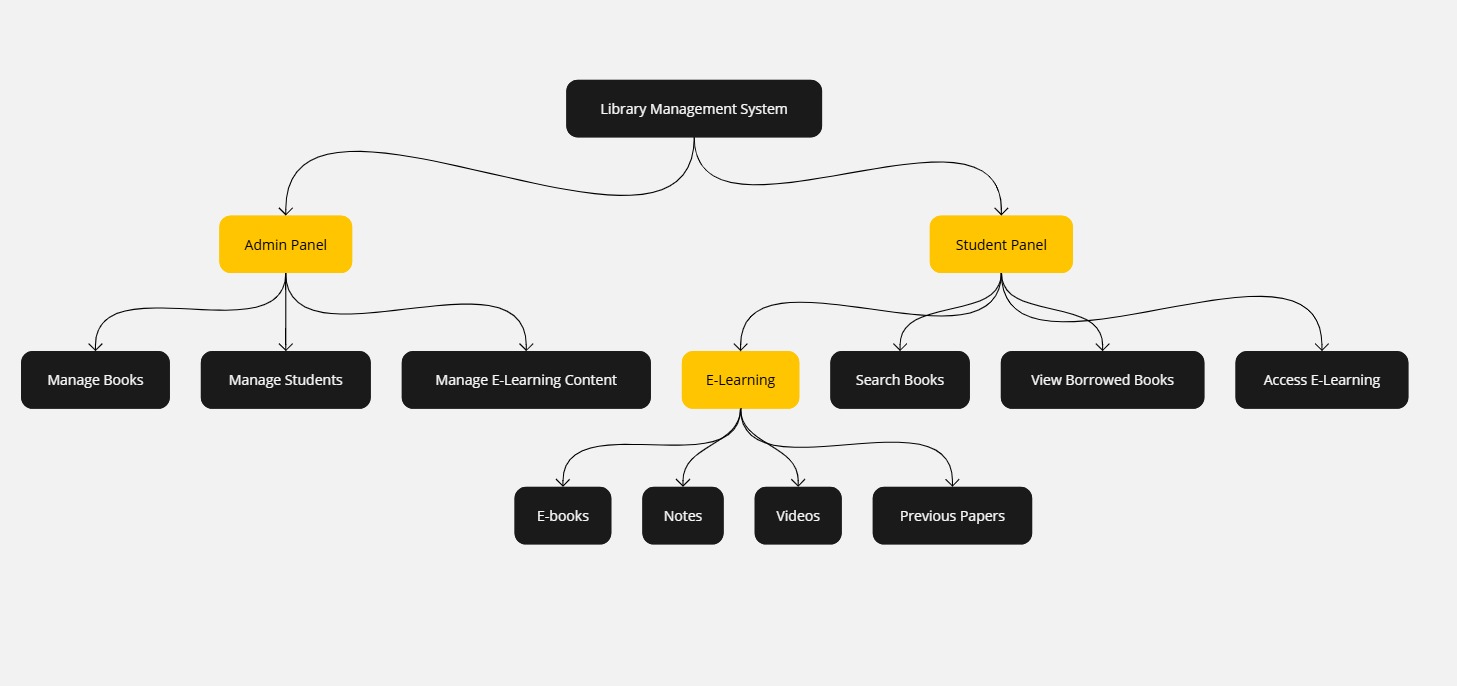 Library Management System
Admin Panel
Student Panel
Manage Books
Manage Students
Manage E-Learning Content
E-Learning
Search Books
View Borrowed Books
Access E-Learning
E-books
Notes
Videos
Previous Papers